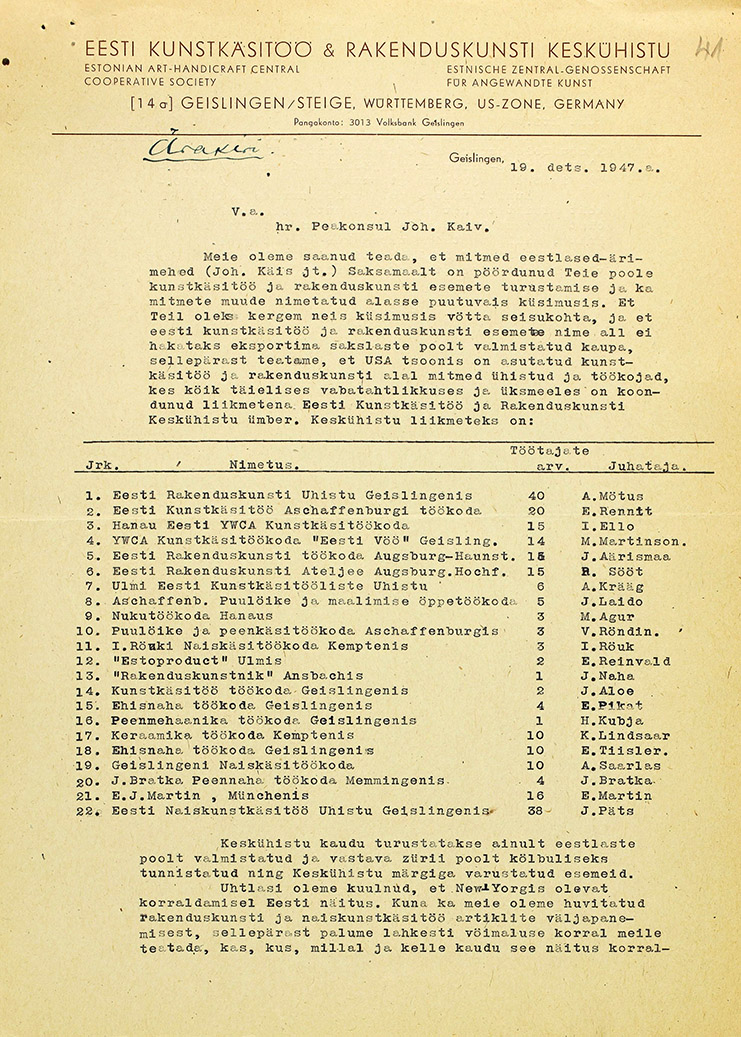 EESTI KUNSTKÄSITÖÖ & RAKENDUSKUNSTI KESKÜHISTU
41
ESTONIAN ART-HANDICRAFT CENTRAL COOPERATIVE SOCIETY
ESTNISCHE ZENTRAL-GENOSSENSCHAFT FÜR ANGEWANDTE KUNST
[14a] GEISLINGEN/STEIGE, WÜRTTEMBERG, US-ZONE, GERMANY
Pangakonto: 3013 Volksbank Geislingen
Ärakiri.
Geislingen, 19. dets. 1947.a.
V.a.
hr. Peakonsul Joh. Kaiv.
Meie oleme saanud teada, et mitmed eestlased-äri-
mehed (Joh. Käis jt.) Saksamaalt on pöördunud Teie poole
kunstkäsitöö ja rakenduskunsti esemete turustamise ja ka
mitmete muude nimetatud alasse puutuvais küsimusis. Et
Teil oleks kergem neis küsimusis võtta seisukohta, ja et
eesti kunstkäsitöö ja rakenduskunsti esemete nime all ei
hakataks eksportima sakslaste poolt valmistatud kaupa,
sellepärast teatame, et USA tsoonis on asutatud kunst-
käsitöö ja rakenduskunsti alal mitmed ühistud ja töökojad,
kes kõik täielises vabatahtlikkuses ja üksmeeles on koon-
dunud liikmetena Eesti Kunstkäsitöö ja Rakenduskunsti
Keskühistu ümber. Keskühistu liikmeteks on:
Jrk. Nimetus. Töötajate arv. Juhataja.
1. Eesti Rakenduskunsti Uhistu Geislingenis 40 A.Mõtus
2. Eesti Kunstkäsitöö Aschaffenburgi töökoda 20 E.Rennit
3. Hanau Eesti YWCA Kunstkäsitöökoda 15 I.Ello
4. YWCA Kunstkäsitöökoda "Eesti Vöö" Geisling. 14 M.Martinson.
5. Eesti Rakenduskunsti töökoda Augsburg-Haunst. J.Aärismaa
6. Eesti Rakenduskunsti Ateljee Augsburg.Hochf. 15 R. Sööt
7. Ulmi Eesti Kunstkäsitööliste Uhistu 6 A.Krääg
8. Aschaffenb. Puulõike ja maalimise õppetöökoda 5 J.Laido
9. Nukutöökoda Hanaus 3 M.Agur
10. Puulõike ja peenkäsitöökoda Aschaffenburgis 3 V.Rõndin.
11. I.Rõuki Naiskäsitöökoda Kemptenis 3 I.Rõuk
12. "Estoproduct" Ulmis 2 E.Reinvald
13. "Rakenduskunstnik" Ansbachis 1 J.Naha
14. Kunstkäsitöö töökoda Geislingenis 2 J.Aloe
15. Ehisnaha töökoda Geislingenis 4 E.Pikat
16. Peenmehaanika töökoda Geislingenis 1 H.Kubja
17. Keraamika töökoda Kemptenis 10 K.Lindsaar
18. Ehisnaha töökoda Geislingenis 10 E.Tiisler.
19. Geislingeni Naiskäsitöökoda 10 A.Saarlas
20. J.Bratka Peennaha töökoda Memmingenis. 4 J.Bratka
21. E.J.Martin , Münchenis 16 E.Martin
22. Eesti Naiskunstkäsitöö Uhistu Geislingenis 38 J.Päts
Keskühistu kaudu turustatakse ainult eestlaste
poolt valmistatud ja vastava zürii poolt kõlbuliseks
tunnistatud ning Keskühistu märgiga varustatud esemeid.
Uhtlasi oleme kuulnud, et New-Yorgis olevat
korraldamisel Eesti näitus. Kuna ka meie oleme huvitatud
rakenduskunsti ja naiskunstkäsitöö artiklite väljapane-
misest, sellepärast palume lahkesti võimaluse korral meile
teatada, kas, kus, millal ja kelle kaudu see näitus korral-